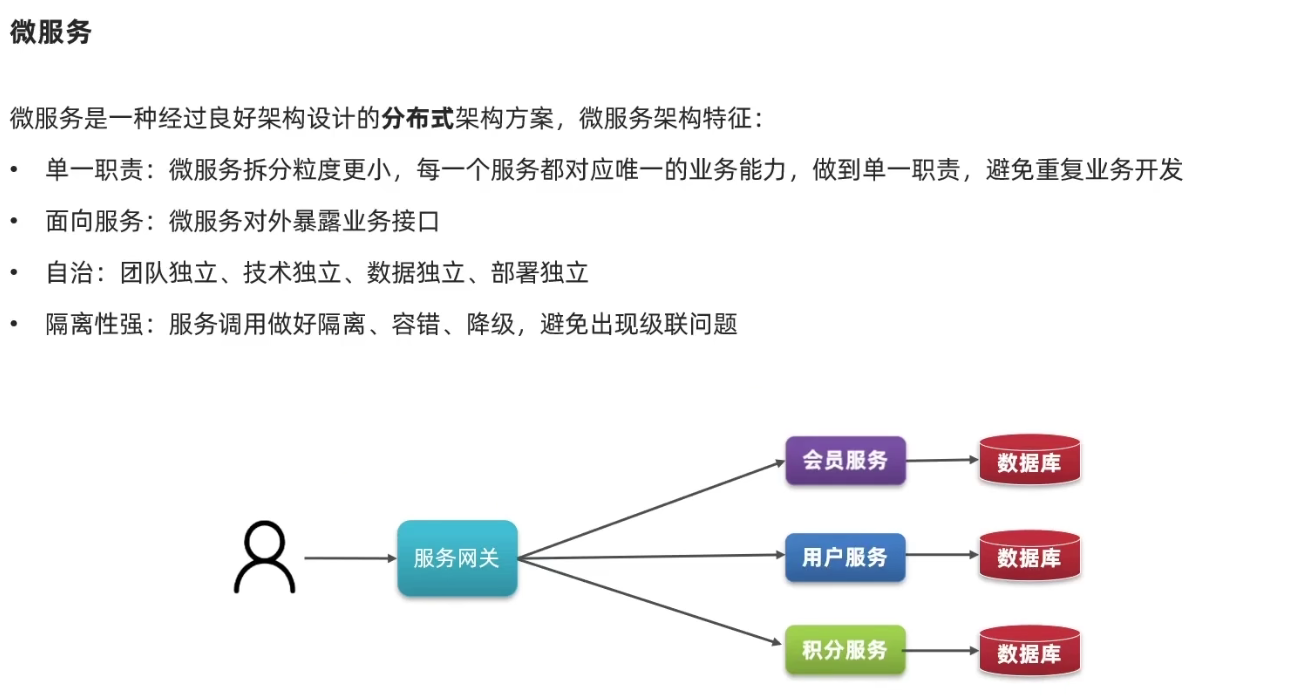 微服务
微服务是一种经过良好架构设计的分布式架构方案，微服务架构特征：
• 单一职责：微服务拆分粒度更小，每一个服务都对应唯一的业务能力，做到单一职责，避免重复业务开发
• 面向服务：微服务对外暴露业务接口
• 自治：团队独立、技术独立、数据独立、部署独立
• 隔离性强：服务调用做好隔离、容错、降级，避免出现级联问题
会员服务
数据库
服务网关
用户服务
数据库
积分服务
数据库